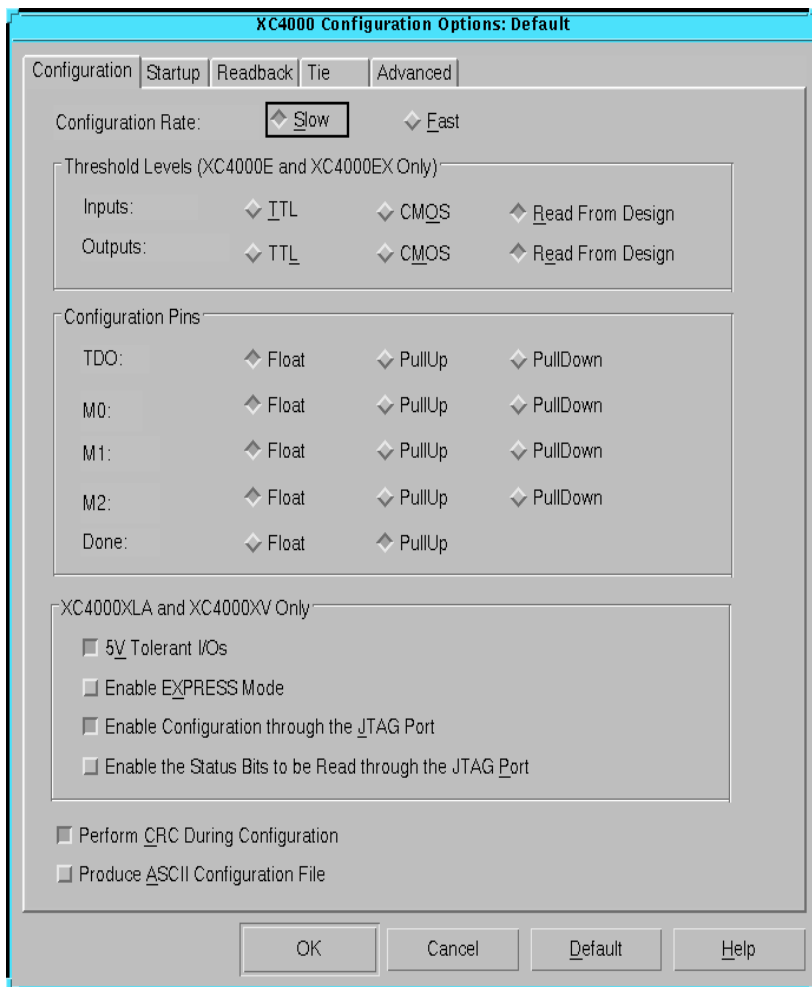 XC4000 Configuration Options: Default
Configuration Startup Readback Tie Advanced
Configuration Rate: Slow Fast
Threshold Levels (XC4000E and XC4000EX Only)
Inputs: TTL CMOS Read From Design
Outputs: TTL CMOS Read From Design
Configuration Pins
TDO: Float PullUp PullDown
M0: Float PullUp PullDown
M1: Float PullUp PullDown
M2: Float PullUp PullDown
Done: Float PullUp
XC4000XLA and XC4000XV Only
5V Tolerant I/Os
Enable EXPRESS Mode
Enable Configuration through the JTAG Port
Enable the Status Bits to be Read through the JTAG Port
Perform CRC During Configuration
Produce ASCII Configuration File
OK Cancel Default Help